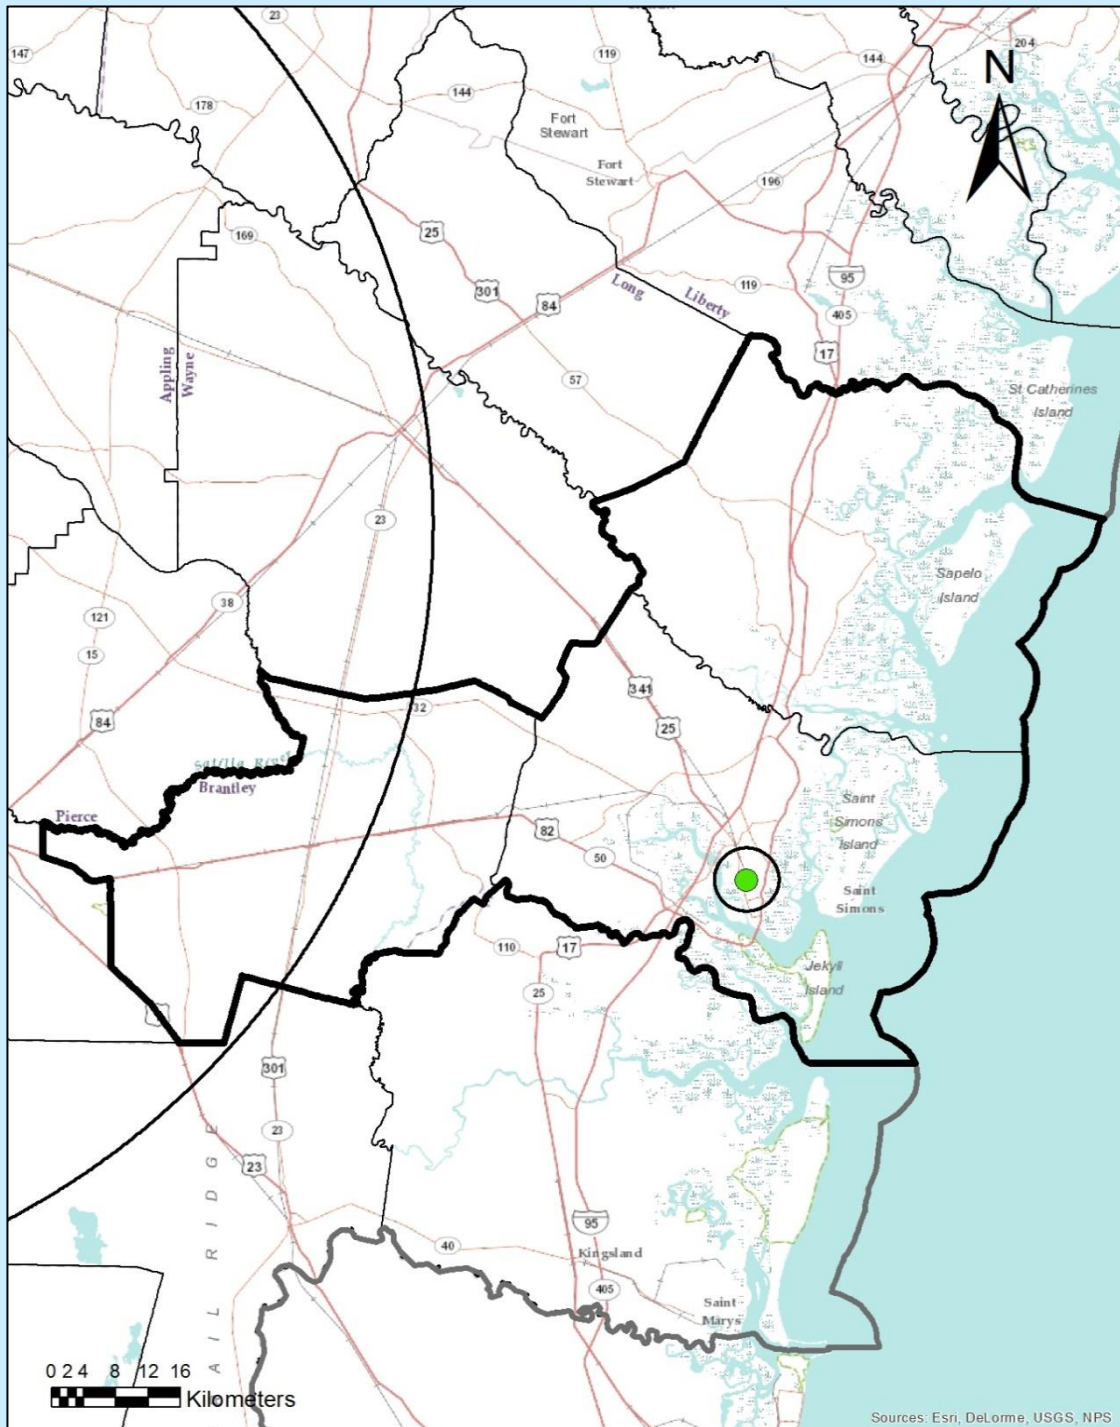 23
204
147
119
144
N
178
144
Fort
Stewart
Fort
Stewart
196
169
25
95
119
Long
Liberty
301
84
405
17
Appling
Wayne
57
St Catherines
Island
23
Sapelo
Island
38
121
15
341
32
25
84
Satilla River
Brantley
Pierce
Saint
Simons
Island
82
50
Saint
Simons
110
17
Jekyll
Island
25
301
23
23
95
40
Kingsland
405
Saint
Marys
AIL RIDGE
0 2 4 8 12 16
Kilometers
Sources: Esri, DeLorme, USGS, NPS